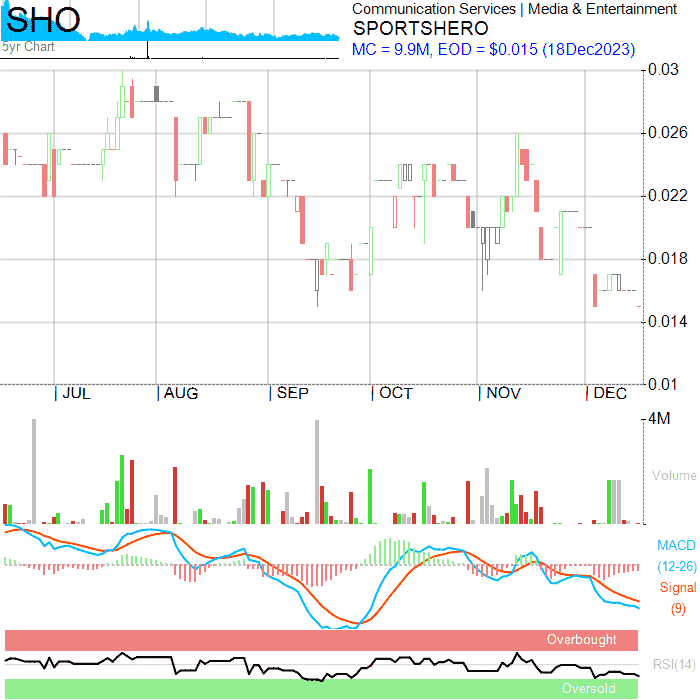 SHO
5yr Chart
Communication Services | Media & Entertainment
SPORTSHERO
MC = 9.9M, EOD = $0.015 (18Dec2023)
0.03
0.026
0.022
0.018
0.014
0.01
| JUL | AUG | SEP | OCT | NOV | DEC
4M
Volume
MACD
(12-26)
Signal
(9)
Overbought
RSI(14)
Oversold